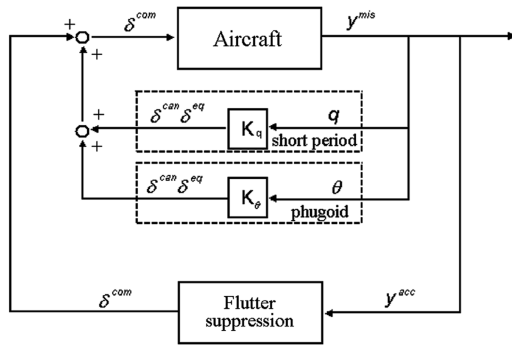 + δ^com Aircraft y^mis
+
+ δ^can δ^eq K_q q
short period
+
δ^can δ^eq K_θ θ
phugoid
δ^com Flutter y^acc
suppression